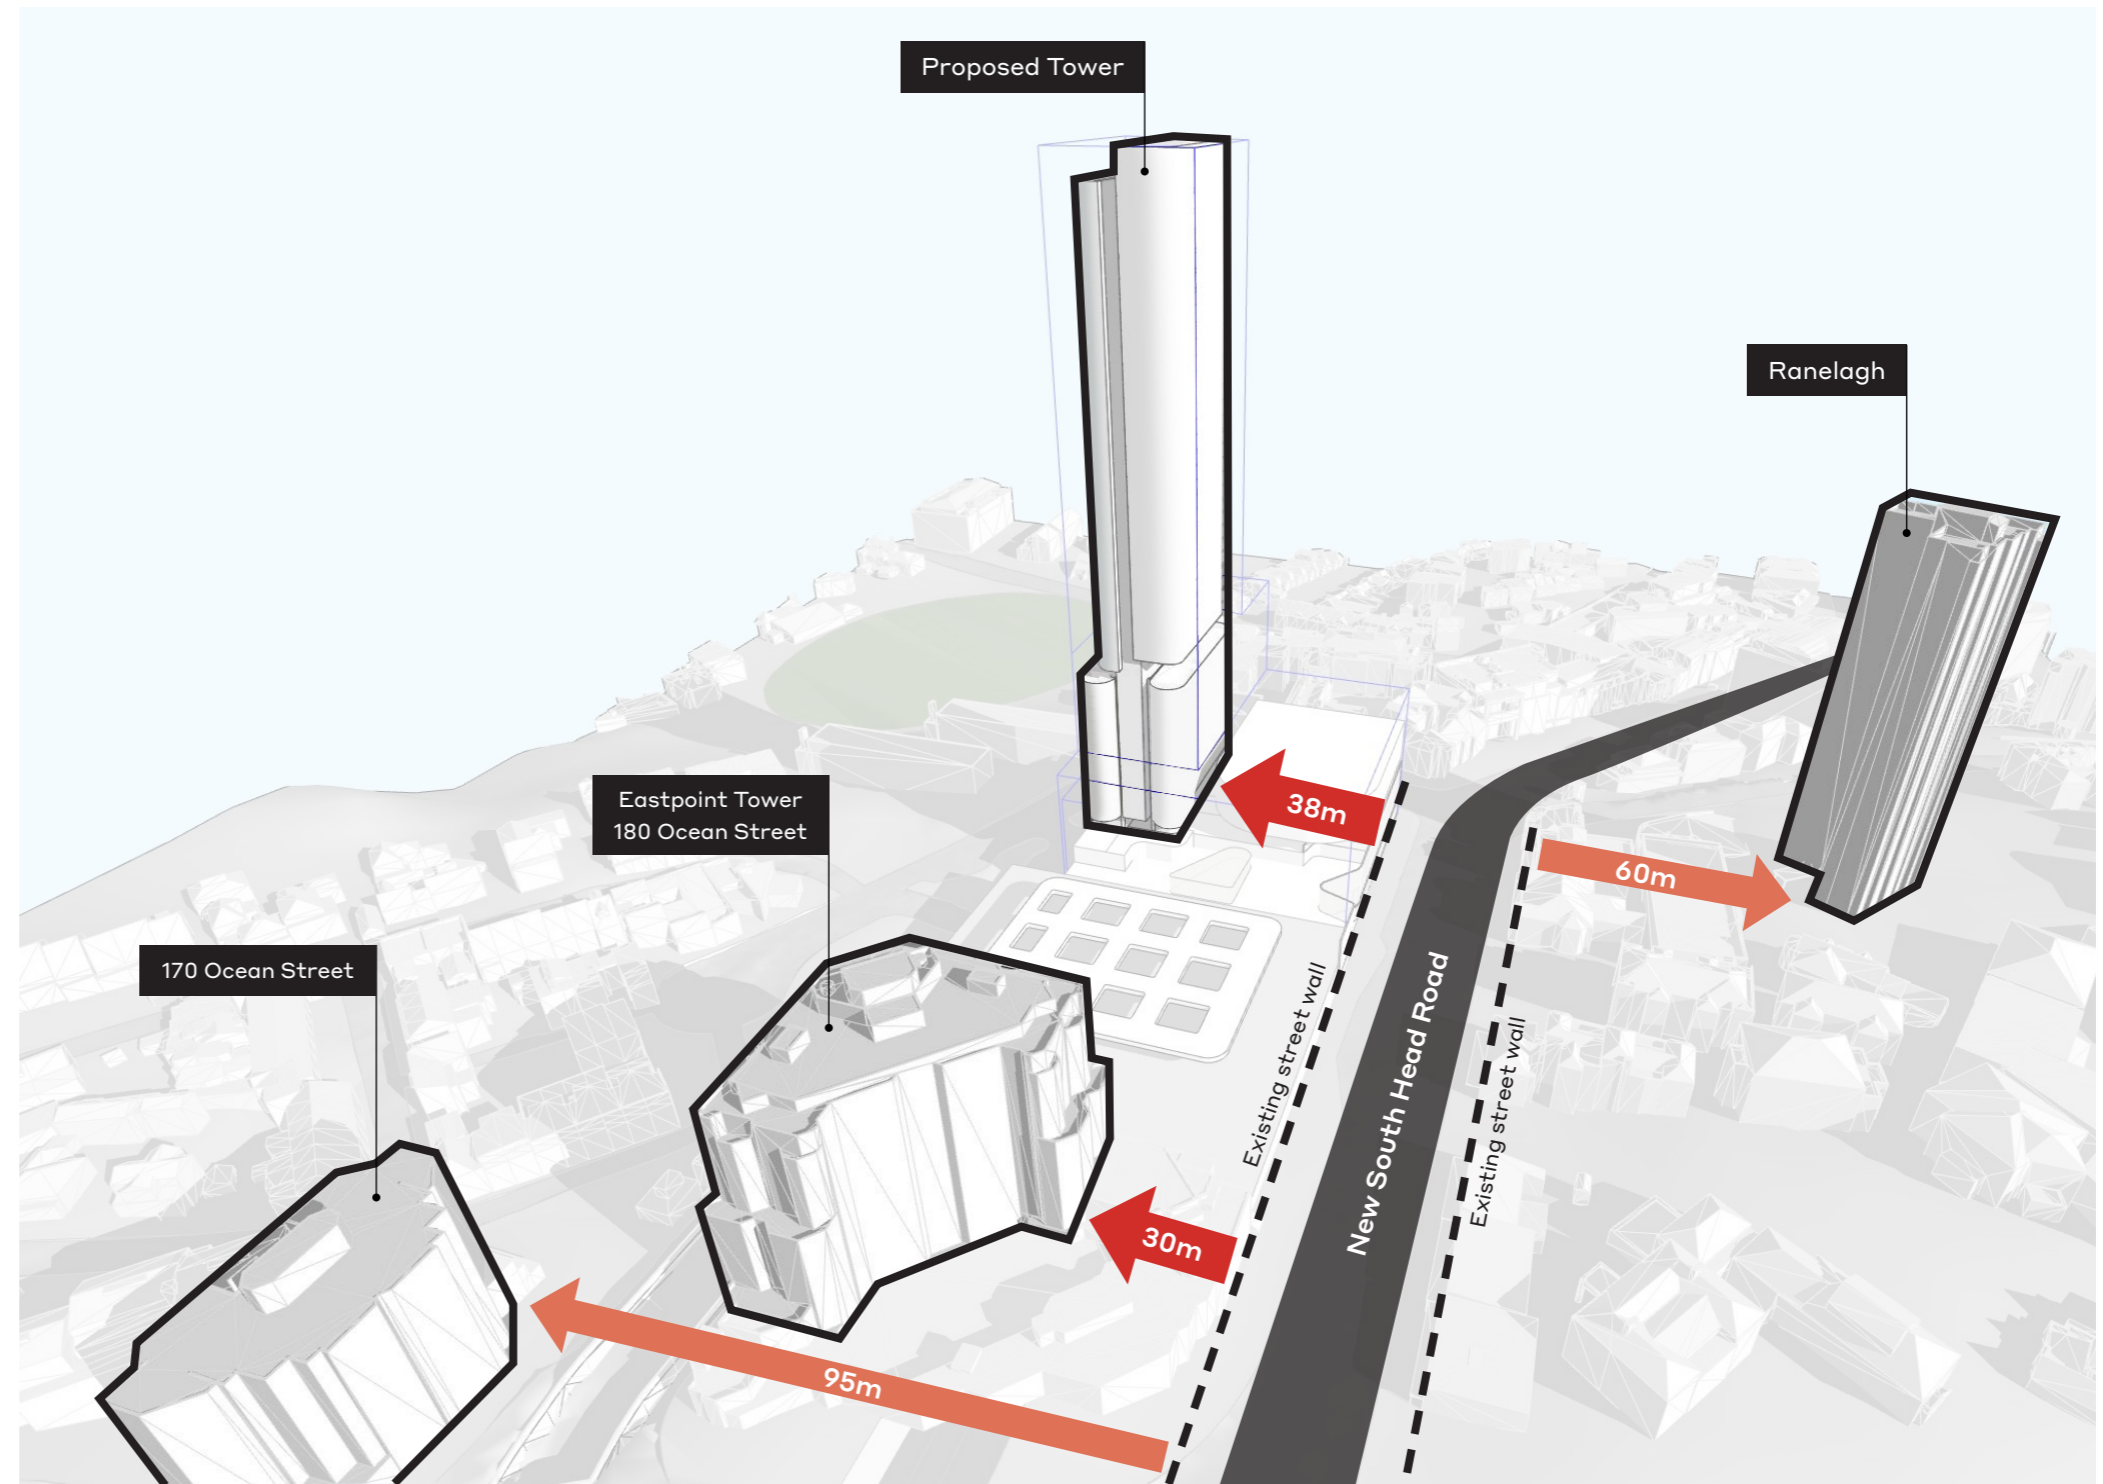 Proposed Tower
Ranelagh
Eastpoint Tower
180 Ocean Street
38m
60m
170 Ocean Street
Existing street wall
New South Head Road
Existing street wall
30m
95m